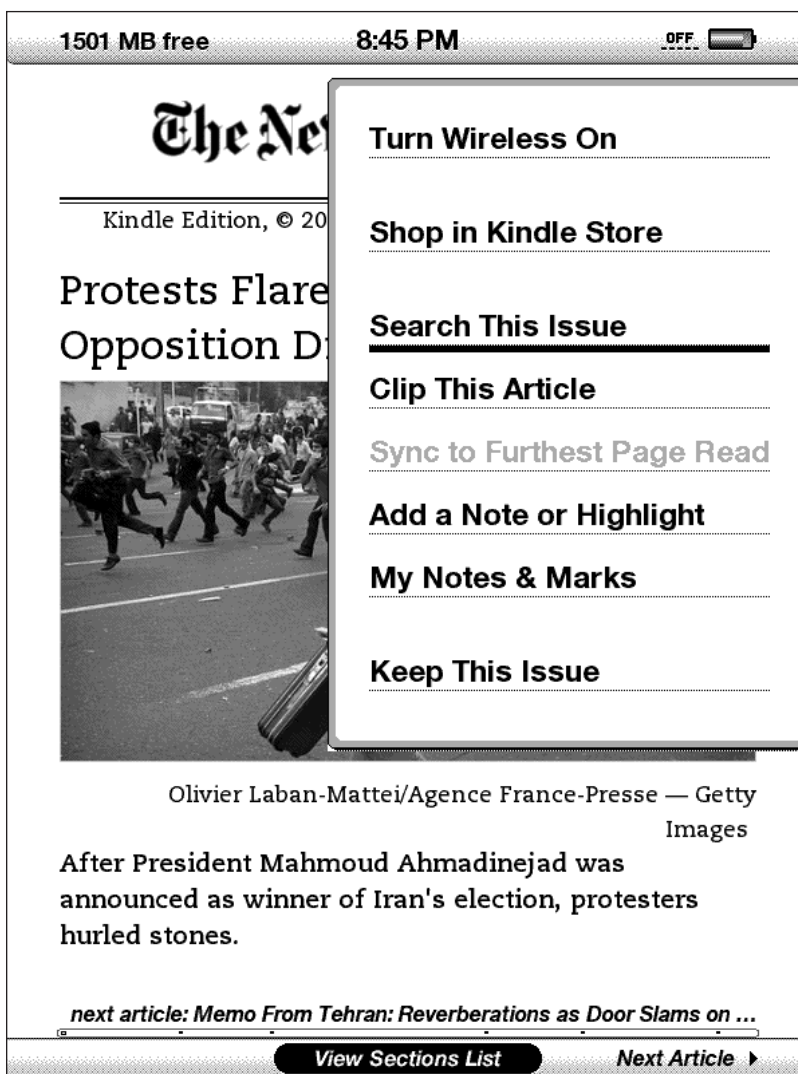 1501 MB free 8:45 PM OFF
The Ne
Kindle Edition, © 20
Protests Flare
Opposition
Turn Wireless On
Shop in Kindle Store
Search This Issue
Clip This Article
Sync to Furthest Page Read
Add a Note or Highlight
My Notes & Marks
Keep This Issue
Olivier Laban-Mattei/Agence France-Presse — Getty
Images
After President Mahmoud Ahmadinejad was
announced as winner of Iran's election, protesters
hurled stones.
next article: Memo From Tehran: Reverberations as Door Slams on ...
View Sections List Next Article